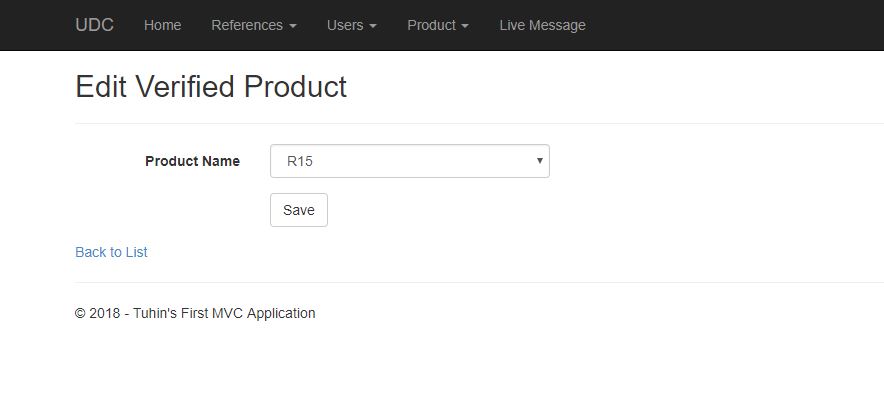 UDC Home References Users Product Live Message
Edit Verified Product
Product Name R15
Save
Back to List
© 2018 - Tuhin's First MVC Application